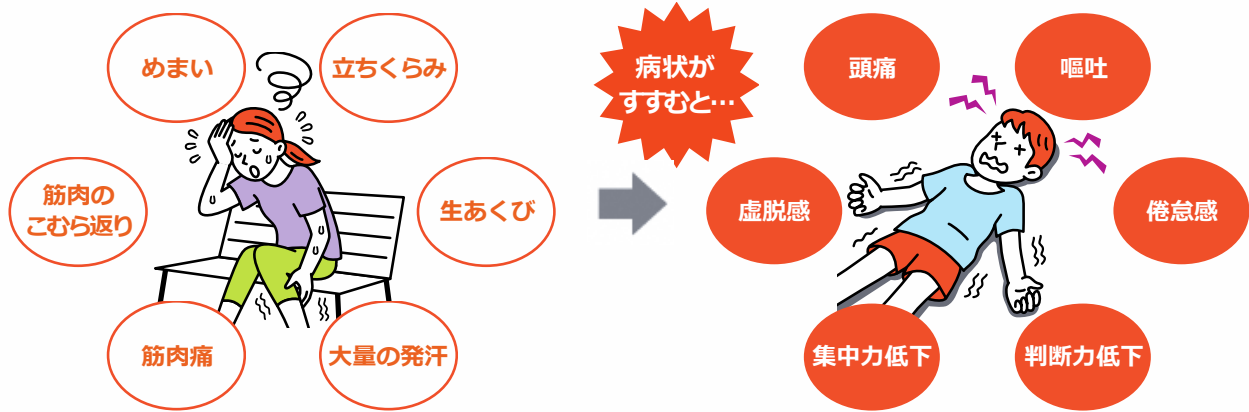 めまい
立ちくらみ
筋肉の
こむら返り
生あくび
筋肉痛
大量の発汗
病状が
すすむと…
頭痛
嘔吐
虚脱感
倦怠感
集中力低下
判断力低下